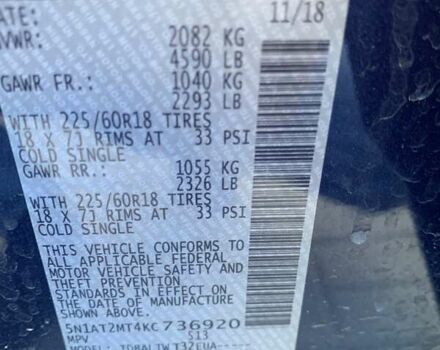 ATE: 11/18
VWR: 2082 KG
4590 LB
GAWR FR.: 1040 KG
2293 LB
WITH 225/60R18 TIRES
18 X 7J RIMS AT 33 PSI
COLD SINGLE
GAWR RR.: 1055 KG
2326 LB
WITH 225/60R18 TIRES
18 X 7J RIMS AT 33 PSI
COLD SINGLE
THIS VEHICLE CONFORMS TO
ALL APPLICABLE FEDERAL
MOTOR VEHICLE SAFETY AND
THEFT PREVENTION
STANDARDS IN EFFECT ON
THE DATE OF MANUFACTURE
SHOWN ABOVE.
5N1AT2MT4KC736920
MPV S13